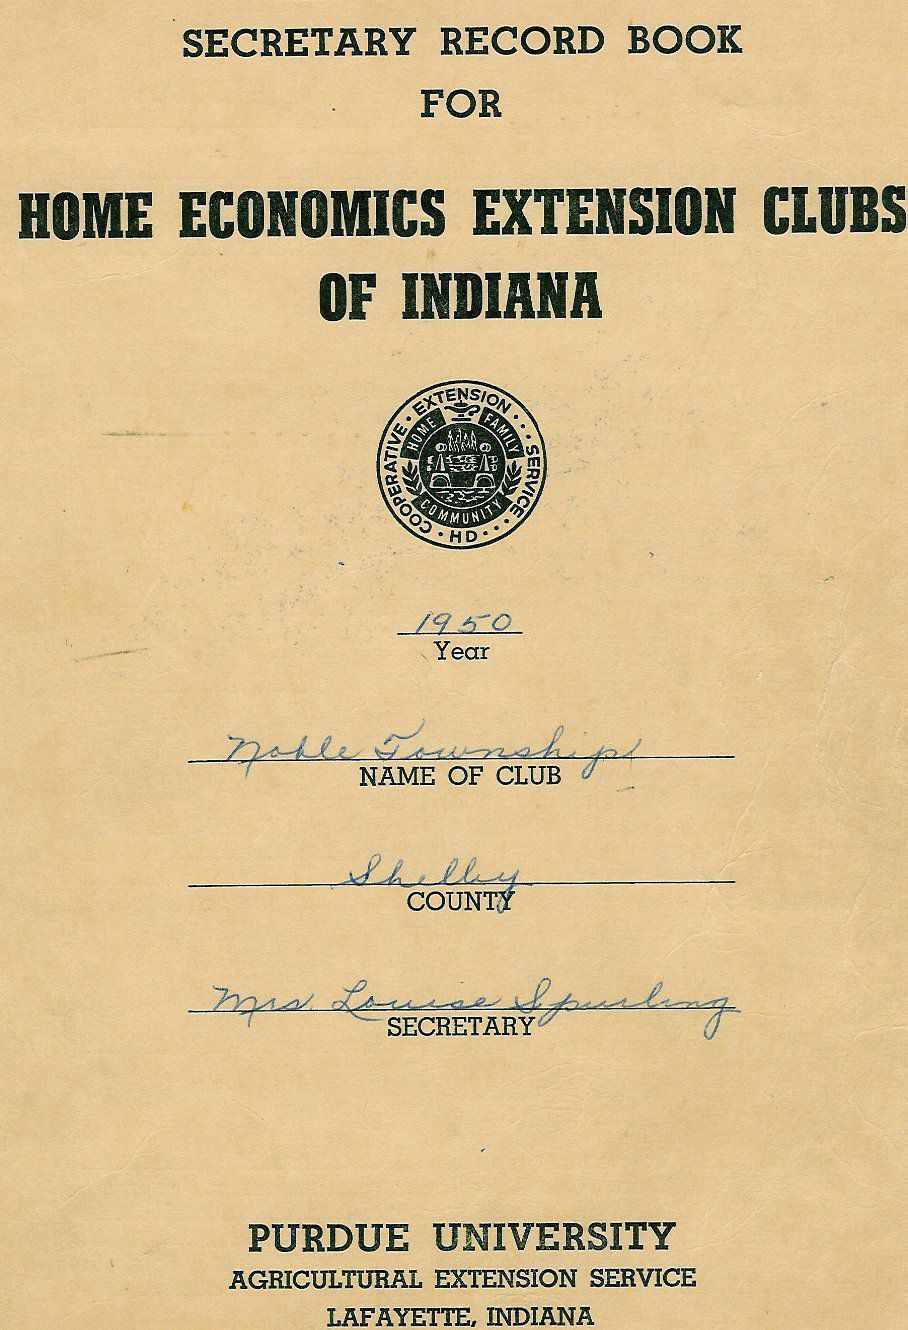 SECRETARY RECORD BOOK
FOR
HOME ECONOMICS EXTENSION CLUBS
OF INDIANA
COOPERATIVE · EXTENSION · · · SERVICE · · · HD ·
HOME FAMILY
COMMUNITY
1950
Year
Noble Township
NAME OF CLUB
Shelby
COUNTY
Mrs. Louise Spurling
SECRETARY
PURDUE UNIVERSITY
AGRICULTURAL EXTENSION SERVICE
LAFAYETTE, INDIANA